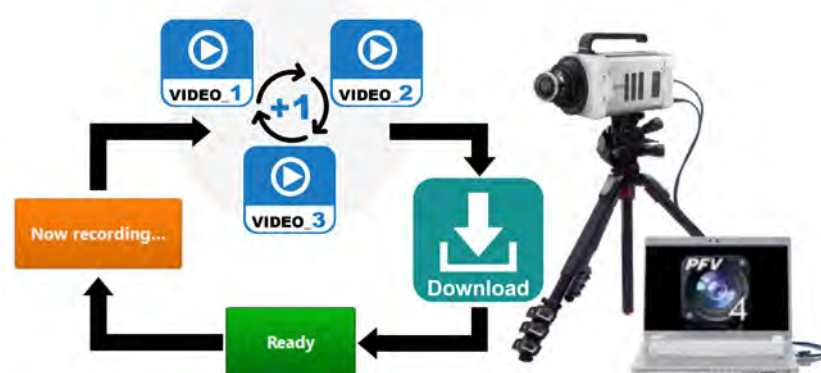 VIDEO_1
+1
VIDEO_2
VIDEO_3
Now recording...
Download
Ready
PFV
4